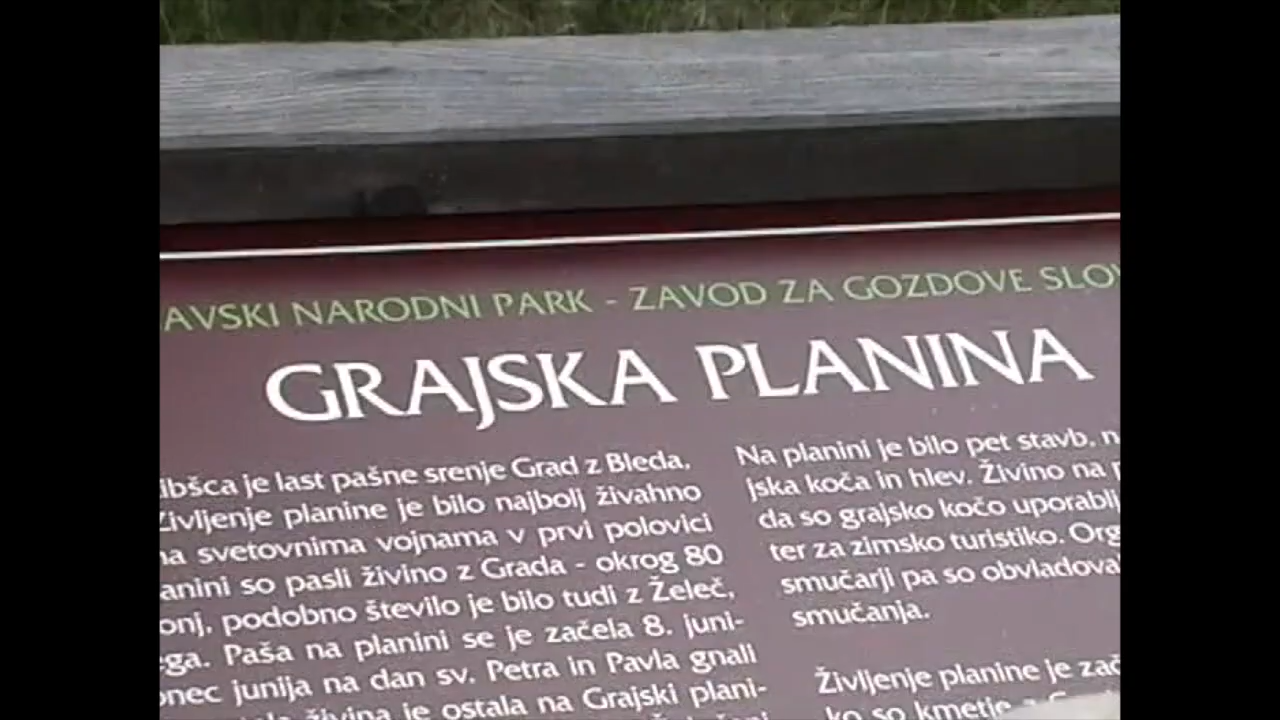 AVSKI NARODNI PARK - ZAVOD ZA GOZDOVE SLOV
GRAJSKA PLANINA
ibšca je last pašne srenje Grad z Bleda.
Življenje planine je bilo najbolj živahno
na svetovnima vojnama v prvi polovici
anini so pasli živino z Grada - okrog 80
onj, podobno število je bilo tudi z Želeč,
ega. Paša na planini se je začela 8. juni-
onec junija na dan sv. Petra in Pavla gnali
živina je ostala na Grajski plani-
Na planini je bilo pet stavb, n
jska koča in hlev. Živino na p
da so grajsko kočo uporablj
ter za zimsko turistiko. Org
smučarji pa so obvladova
smučanja.
Življenje planine je zač
ko so kmetje